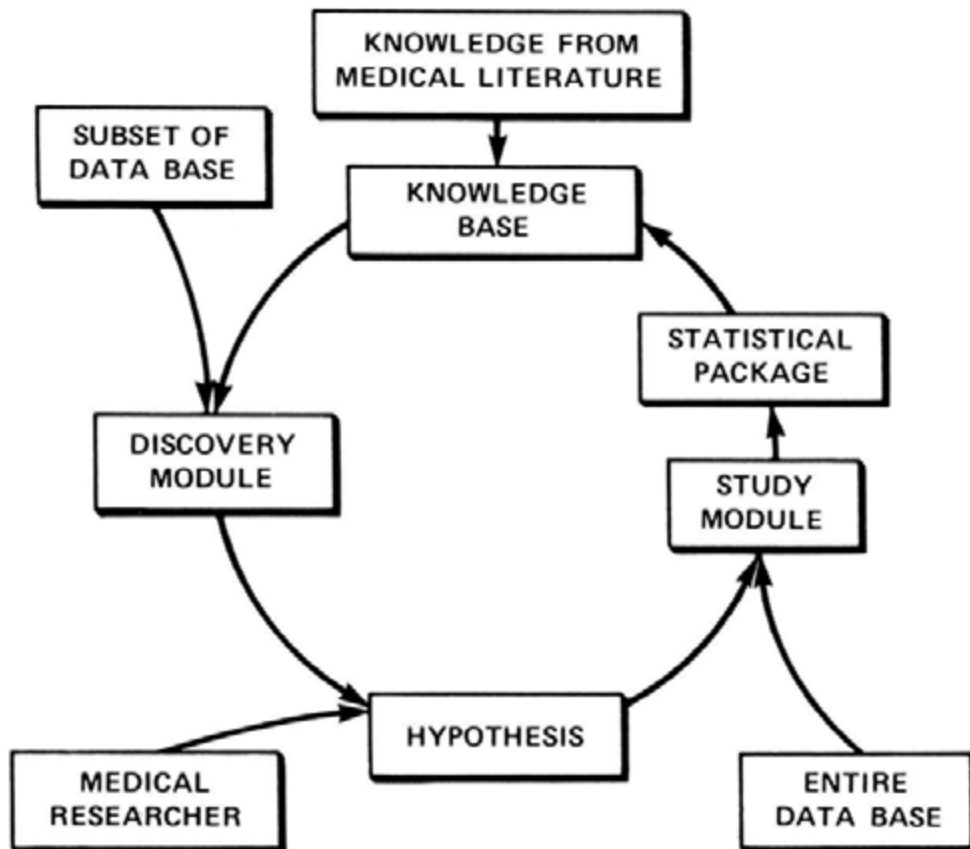 KNOWLEDGE FROM
MEDICAL LITERATURE
SUBSET OF
DATA BASE
KNOWLEDGE
BASE
STATISTICAL
PACKAGE
DISCOVERY
MODULE
STUDY
MODULE
HYPOTHESIS
MEDICAL
RESEARCHER
ENTIRE
DATA BASE